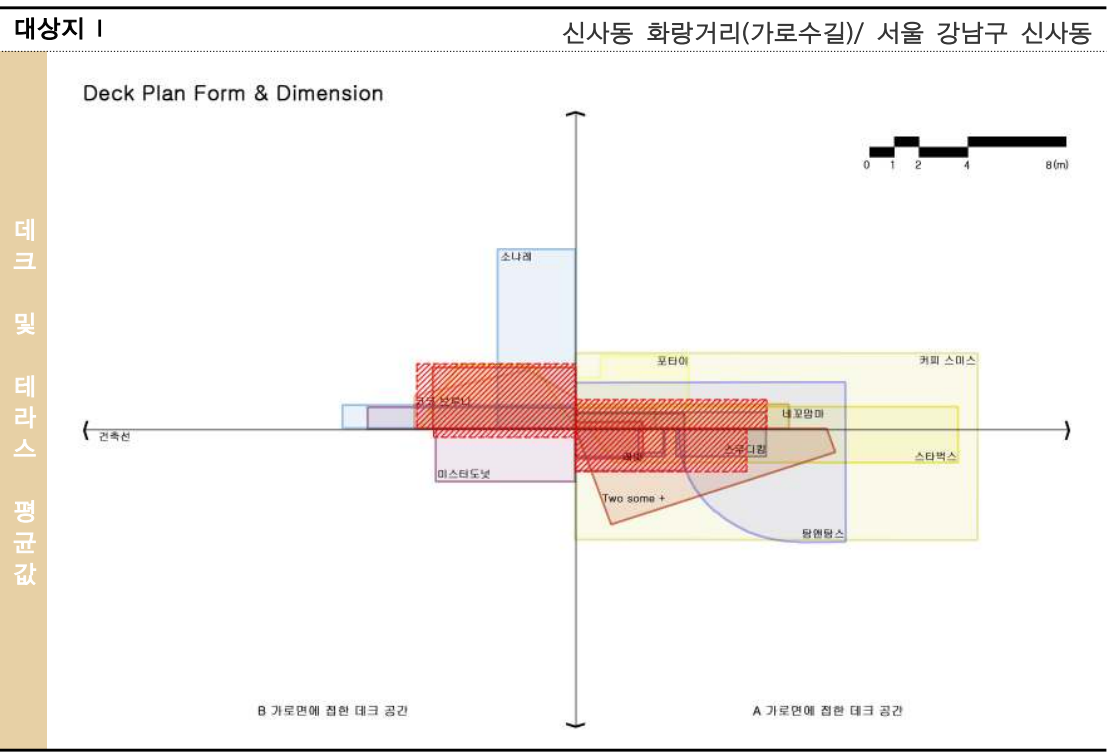 대상지 I
신사동 화랑거리(가로수길)/ 서울 강남구 신사동
데크 및 테라스 평균값
Deck Plan Form & Dimension
0 1 2 4 8(m)
소나레
포타이
커피 스미스
네꼬맘마
건축선
스무디킹
스타벅스
미스터도넛
Two some +
탐앤탐스
B 가로면에 접한 데크 공간
A 가로면에 접한 데크 공간